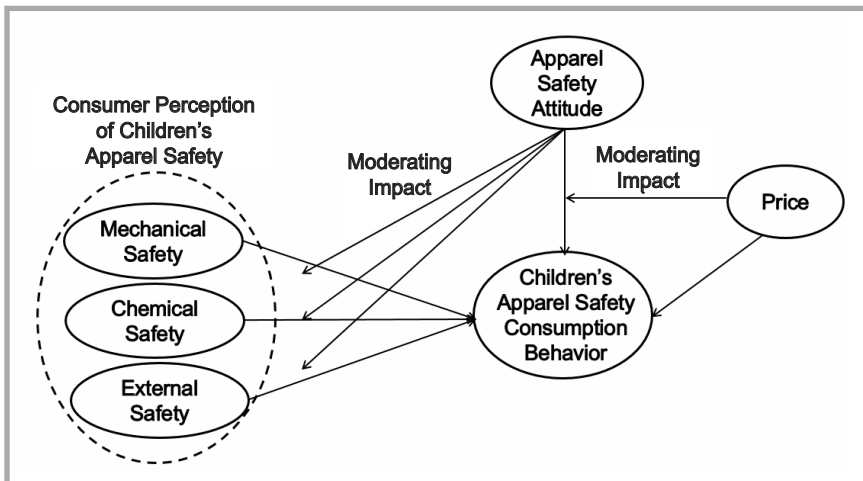 Consumer Perception
of Children's
Apparel Safety
Mechanical
Safety
Chemical
Safety
External
Safety
Moderating
Impact
Apparel
Safety
Attitude
Moderating
Impact
Price
Children's
Apparel Safety
Consumption
Behavior